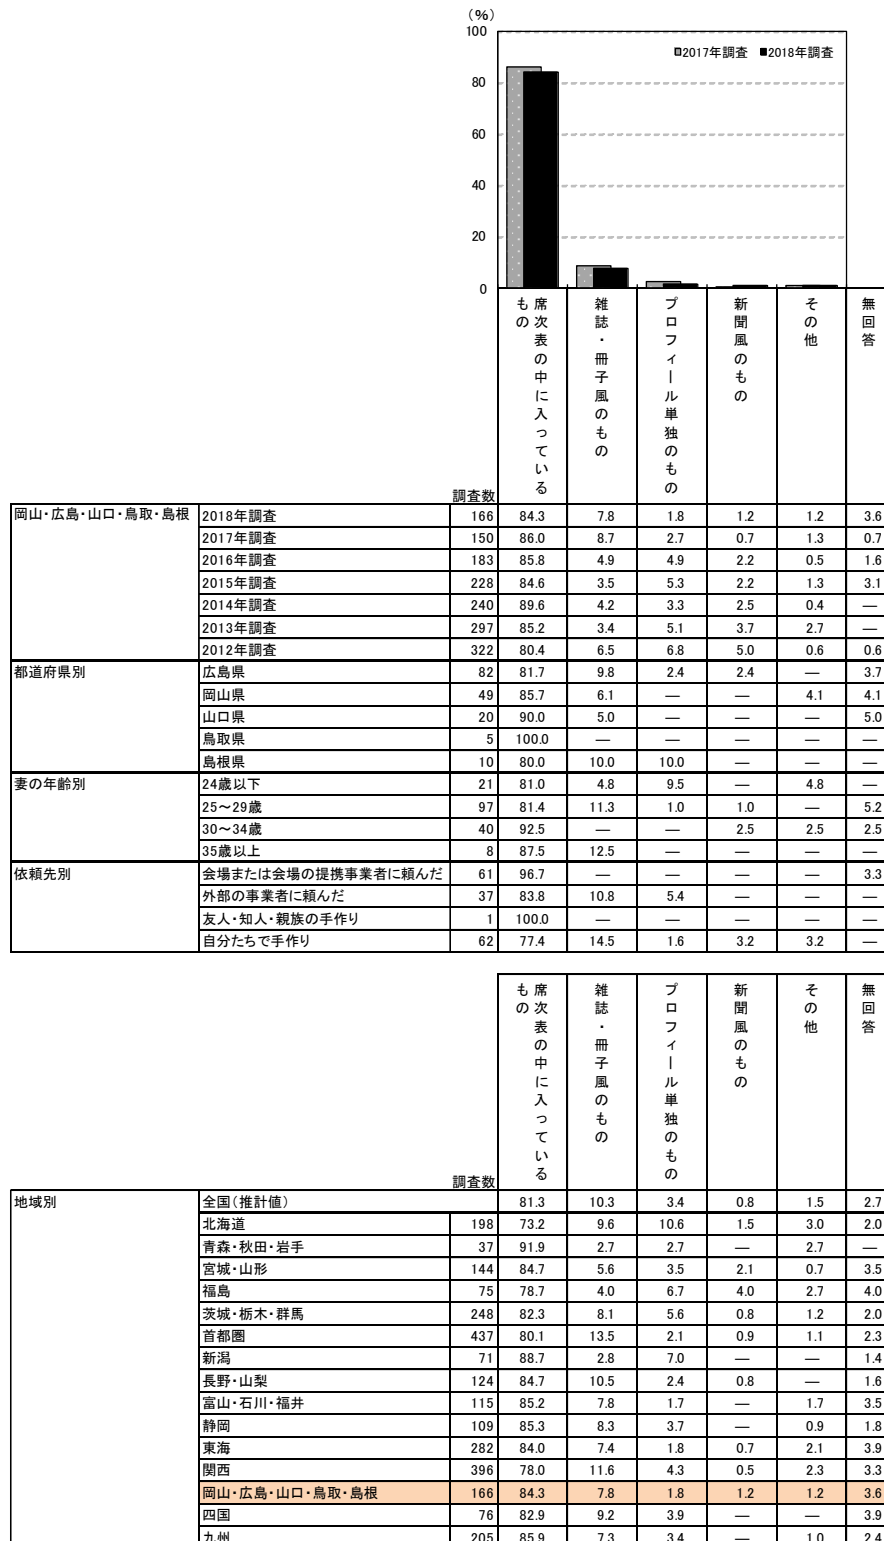 (%)
100
80
60
40
20
0
2017年調査 2018年調査
調査数 席次表の中に入っているもの 雑誌・冊子風のもの プロフィール単独のもの 新聞風のもの その他 無回答
岡山・広島・山口・鳥取・島根 2018年調査 166 84.3 7.8 1.8 1.2 1.2 3.6
2017年調査 150 86.0 8.7 2.7 0.7 1.3 0.7
2016年調査 183 85.8 4.9 4.9 2.2 0.5 1.6
2015年調査 228 84.6 3.5 5.3 2.2 1.3 3.1
2014年調査 240 89.6 4.2 3.3 2.5 0.4 ―
2013年調査 297 85.2 3.4 5.1 3.7 2.7 ―
2012年調査 322 80.4 6.5 6.8 5.0 0.6 0.6
都道府県別 広島県 82 81.7 9.8 2.4 2.4 ― 3.7
岡山県 49 85.7 6.1 ― ― 4.1 4.1
山口県 20 90.0 5.0 ― ― ― 5.0
鳥取県 5 100.0 ― ― ― ― ―
島根県 10 80.0 10.0 10.0 ― ― ―
妻の年齢別 24歳以下 21 81.0 4.8 9.5 ― 4.8 ―
25～29歳 97 81.4 11.3 1.0 1.0 ― 5.2
30～34歳 40 92.5 ― ― 2.5 2.5 2.5
35歳以上 8 87.5 12.5 ― ― ― ―
依頼先別 会場または会場の提携事業者に頼んだ 61 96.7 ― ― ― ― 3.3
外部の事業者に頼んだ 37 83.8 10.8 5.4 ― ― ―
友人・知人・親族の手作り 1 100.0 ― ― ― ― ―
自分たちで手作り 62 77.4 14.5 1.6 3.2 3.2 ―
調査数 席次表の中に入っているもの 雑誌・冊子風のもの プロフィール単独のもの 新聞風のもの その他 無回答
地域別 全国(推計値) 81.3 10.3 3.4 0.8 1.5 2.7
北海道 198 73.2 9.6 10.6 1.5 3.0 2.0
青森・秋田・岩手 37 91.9 2.7 2.7 ― 2.7 ―
宮城・山形 144 84.7 5.6 3.5 2.1 0.7 3.5
福島 75 78.7 4.0 6.7 4.0 2.7 4.0
茨城・栃木・群馬 248 82.3 8.1 5.6 0.8 1.2 2.0
首都圏 437 80.1 13.5 2.1 0.9 1.1 2.3
新潟 71 88.7 2.8 7.0 ― ― 1.4
長野・山梨 124 84.7 10.5 2.4 0.8 ― 1.6
富山・石川・福井 115 85.2 7.8 1.7 ― 1.7 3.5
静岡 109 85.3 8.3 3.7 ― 0.9 1.8
東海 282 84.0 7.4 1.8 0.7 2.1 3.9
関西 396 78.0 11.6 4.3 0.5 2.3 3.3
岡山・広島・山口・鳥取・島根 166 84.3 7.8 1.8 1.2 1.2 3.6
四国 76 82.9 9.2 3.9 ― ― 3.9
九州 205 85.9 7.3 3.4 ― 1.0 2.4